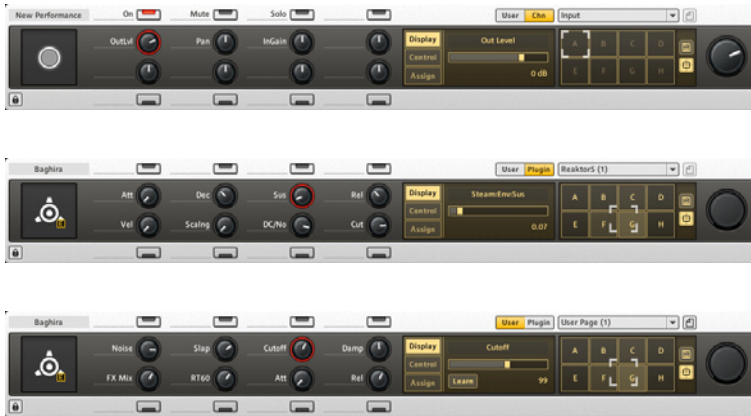 New Performance On Mute Solo User Chn Input
OutLvl Pan InGain Display Out Level A B C D
Control
Assign 0 dB E F G H
Baghira User Plugin Reaktor5 (1)
Att Dec Sus Rel Display Steam:Env:Sus A B C D
Control
Vel Scalng DC/No Cut Assign 0.07 E F G H
Baghira User Plugin User Page (1)
Noise Slap Cutoff Damp Display Cutoff A B C D
Control
FX Mix RT60 Att Rel Assign Learn 99 E F G H